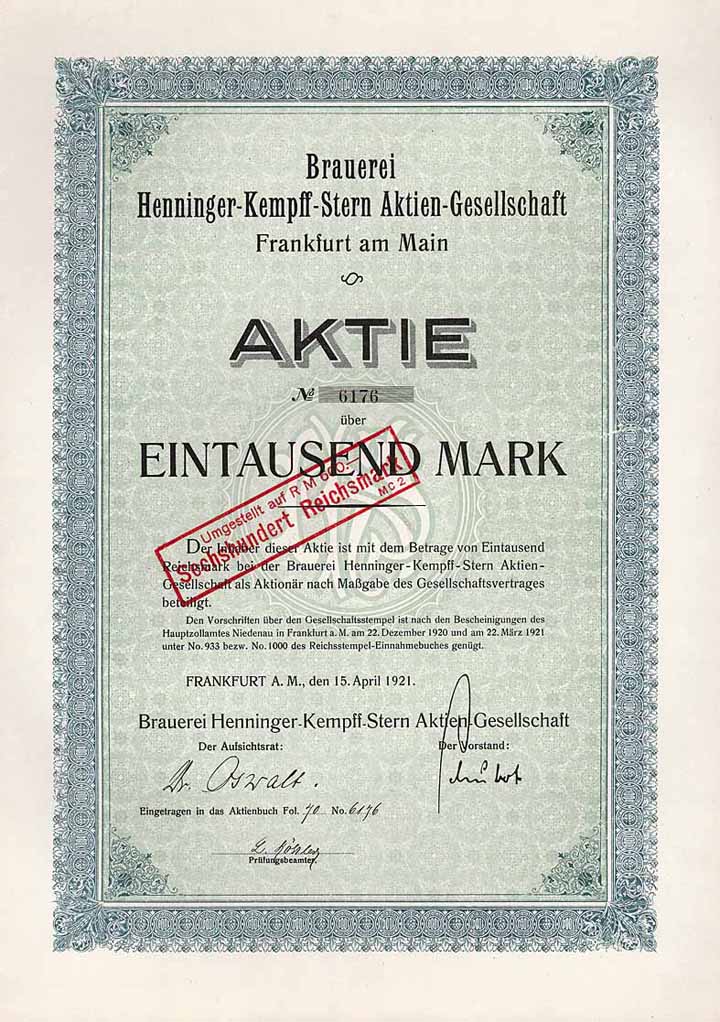 Brauerei
Henninger-Kempff-Stern Aktien-Gesellschaft
Frankfurt am Main
AKTIE
№ 6176
über
EINTAUSEND MARK
Umgestellt auf RM 600.-
Sechshundert Reichsmark
MC 2
Der Inhaber dieser Aktie ist mit dem Betrage von Eintausend
Reichsmark bei der Brauerei Henninger-Kempff-Stern Aktien-
Gesellschaft als Aktionär nach Maßgabe des Gesellschaftsvertrages
beteiligt.
Den Vorschriften über den Gesellschaftsstempel ist nach den Bescheinigungen des
Hauptzollamtes Niedenau in Frankfurt a. M. am 22. Dezember 1920 und am 22. März 1921
unter No. 933 bezw. No. 1000 des Reichsstempel-Einnahmebuches genügt.
FRANKFURT A. M., den 15. April 1921.
Brauerei Henninger-Kempff-Stern Aktien-Gesellschaft
Der Aufsichtsrat: Der Vorstand:
Dr. Oswalt.
Eingetragen in das Aktienbuch Fol. 70 No. 6176
Prüfungsbeamter.